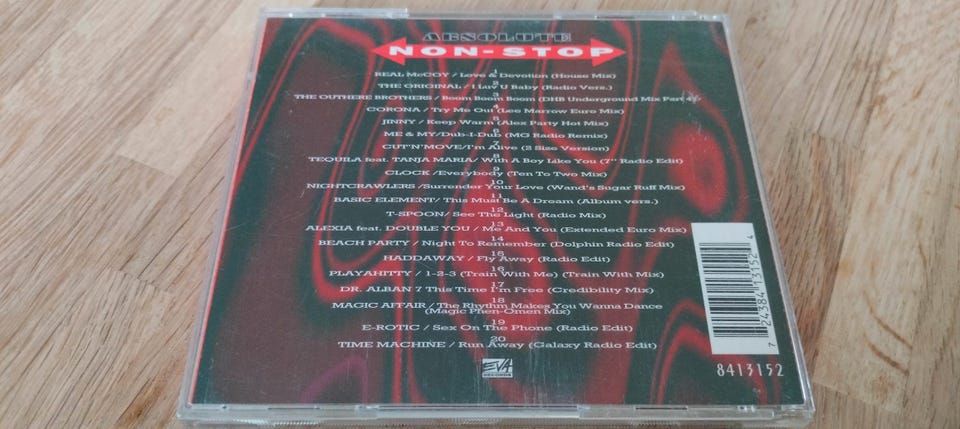 ABSOLUTE
NON-STOP
1
REAL McCOY / Love & Devotion (House Mix)
2
THE ORIGINAL / I Luv U Baby (Radio Vers.)
3
THE OUTHERE BROTHERS / Boom Boom Boom (DHB Underground Mix Part 4)
4
CORONA / Try Me Out (Lee Marrow Euro Mix)
5
JINNY / Keep Warm (Alex Party Hot Mix)
6
ME & MY/Dub-I-Dub (MG Radio Remix)
7
CUT'N'MOVE/I'm Alive (2 Size Version)
8
TEQUILA feat. TANJA MARIA/ With A Boy Like You (7" Radio Edit)
9
CLOCK /Everybody (Ten To Two Mix)
10
NIGHTCRAWLERS /Surrender Your Love (Wand's Sugar Ruff Mix)
11
BASIC ELEMENT/ This Must Be A Dream (Album vers.)
12
T-SPOON/ See The Light (Radio Mix)
13
ALEXIA feat. DOUBLE YOU / Me And You (Extended Euro Mix)
14
BEACH PARTY / Night To Remember (Dolphin Radio Edit)
15
HADDAWAY / Fly Away (Radio Edit)
16
PLAYAHITTY / 1-2-3 (Train With Me) (Train With Mix)
17
DR. ALBAN 7 This Time I'm Free (Credibility Mix)
18
MAGIC AFFAIR / The Rhythm Makes You Wanna Dance
(Magic Phen-Omen Mix)
19
E-ROTIC / Sex On The Phone (Radio Edit)
20
TIME MACHINE / Run Away (Galaxy Radio Edit)
EVA
RECORDS
7 24384 13152 4
8413152